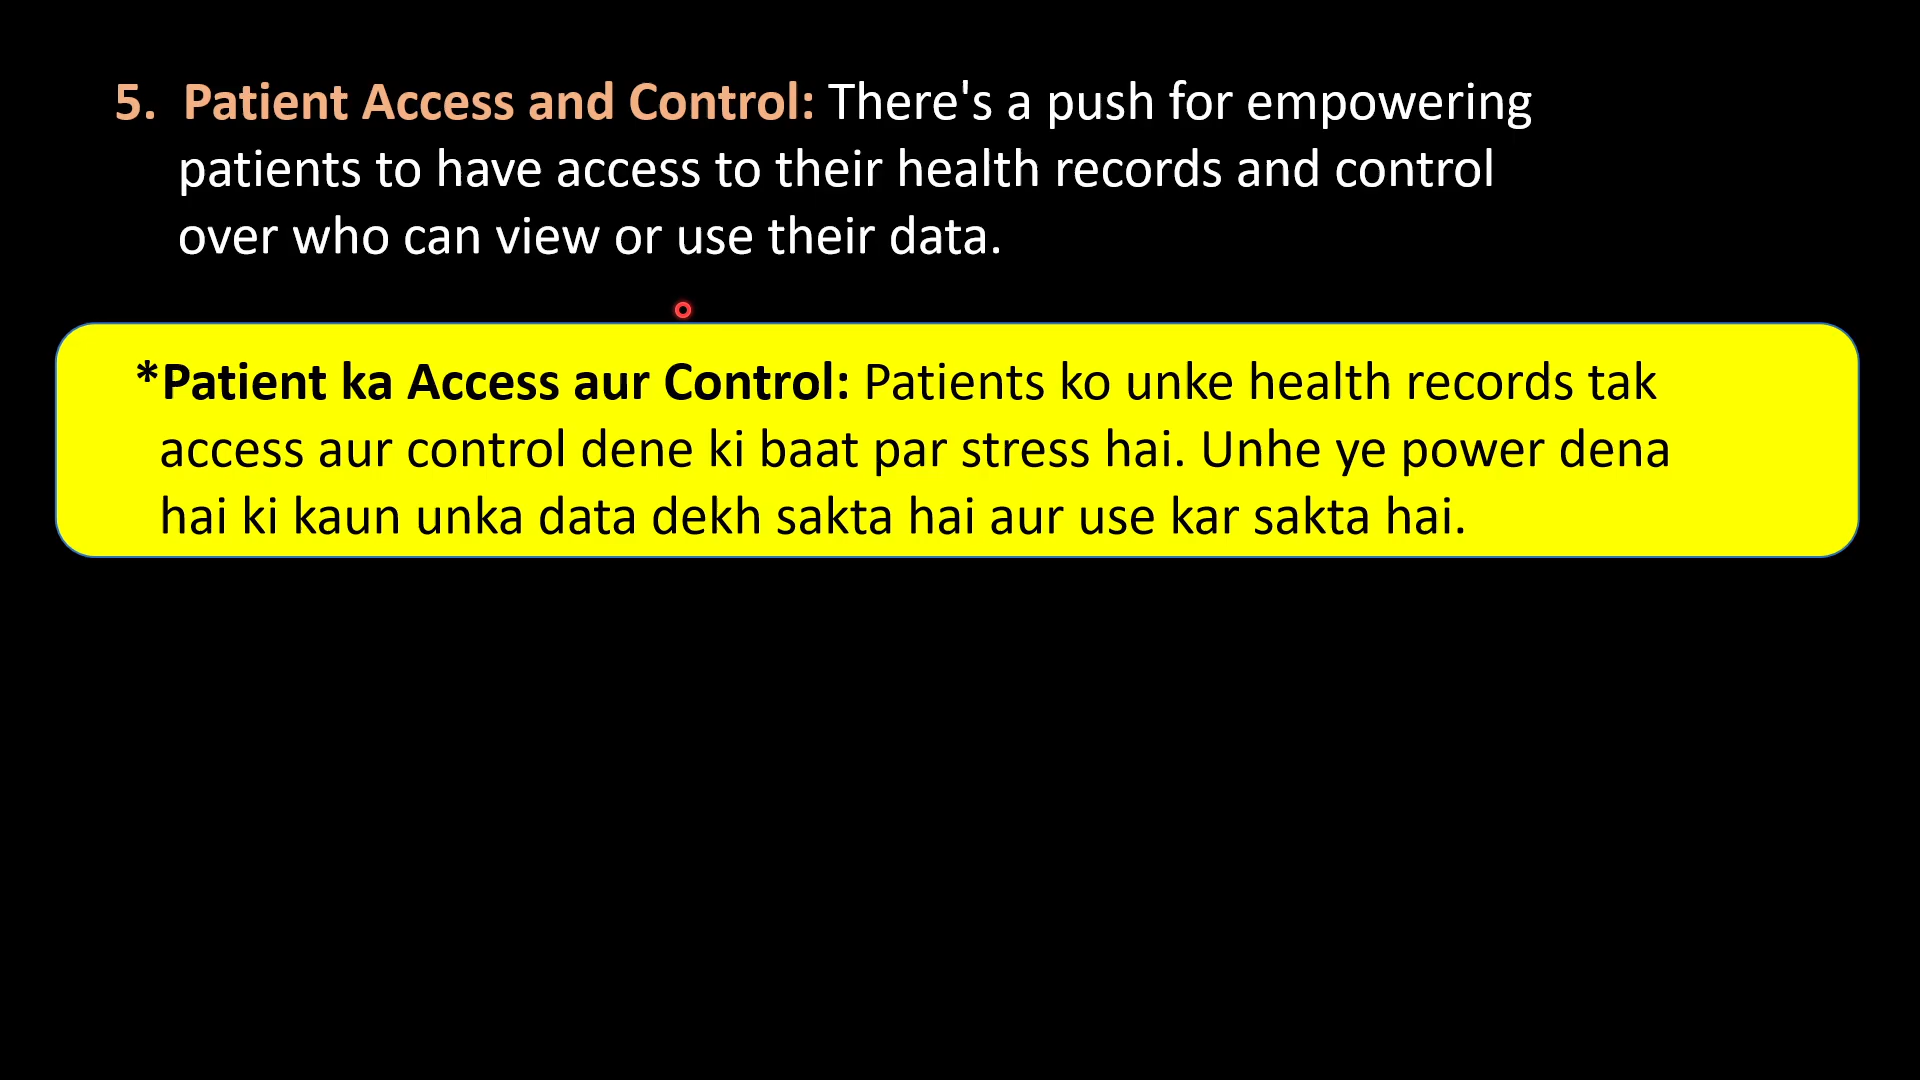 5. Patient Access and Control: There's a push for empowering
patients to have access to their health records and control
over who can view or use their data.
*Patient ka Access aur Control: Patients ko unke health records tak
access aur control dene ki baat par stress hai. Unhe ye power dena
hai ki kaun unka data dekh sakta hai aur use kar sakta hai.